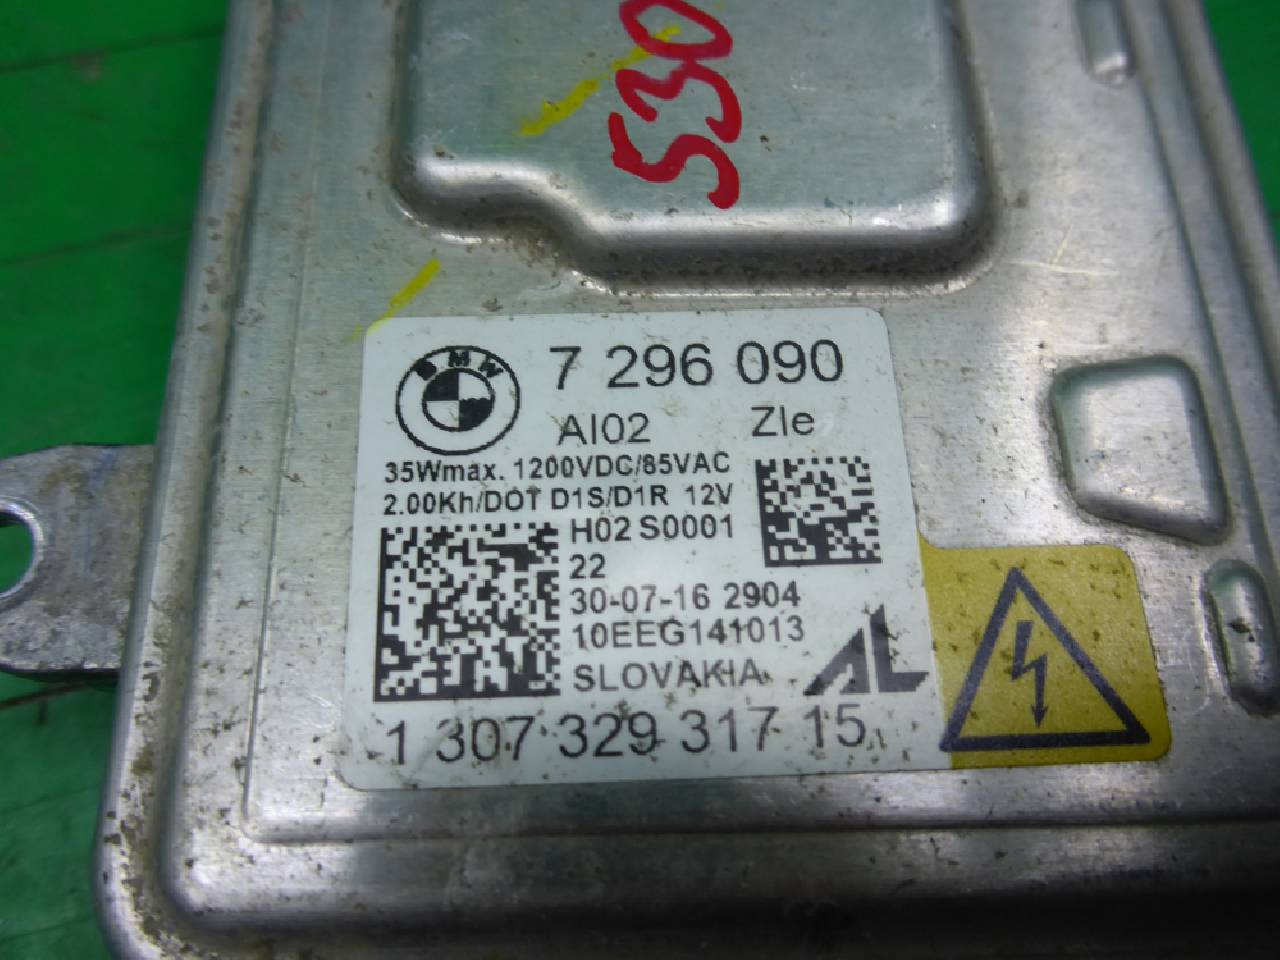 530
BMW
7 296 090
AI02 Zle
35Wmax. 1200VDC/85VAC
2.00Kh/DOT D1S/D1R 12V
H02 S0001
22
30-07-16 2904
10EEG141013
SLOVAKIA AL
1 307 329 317 15